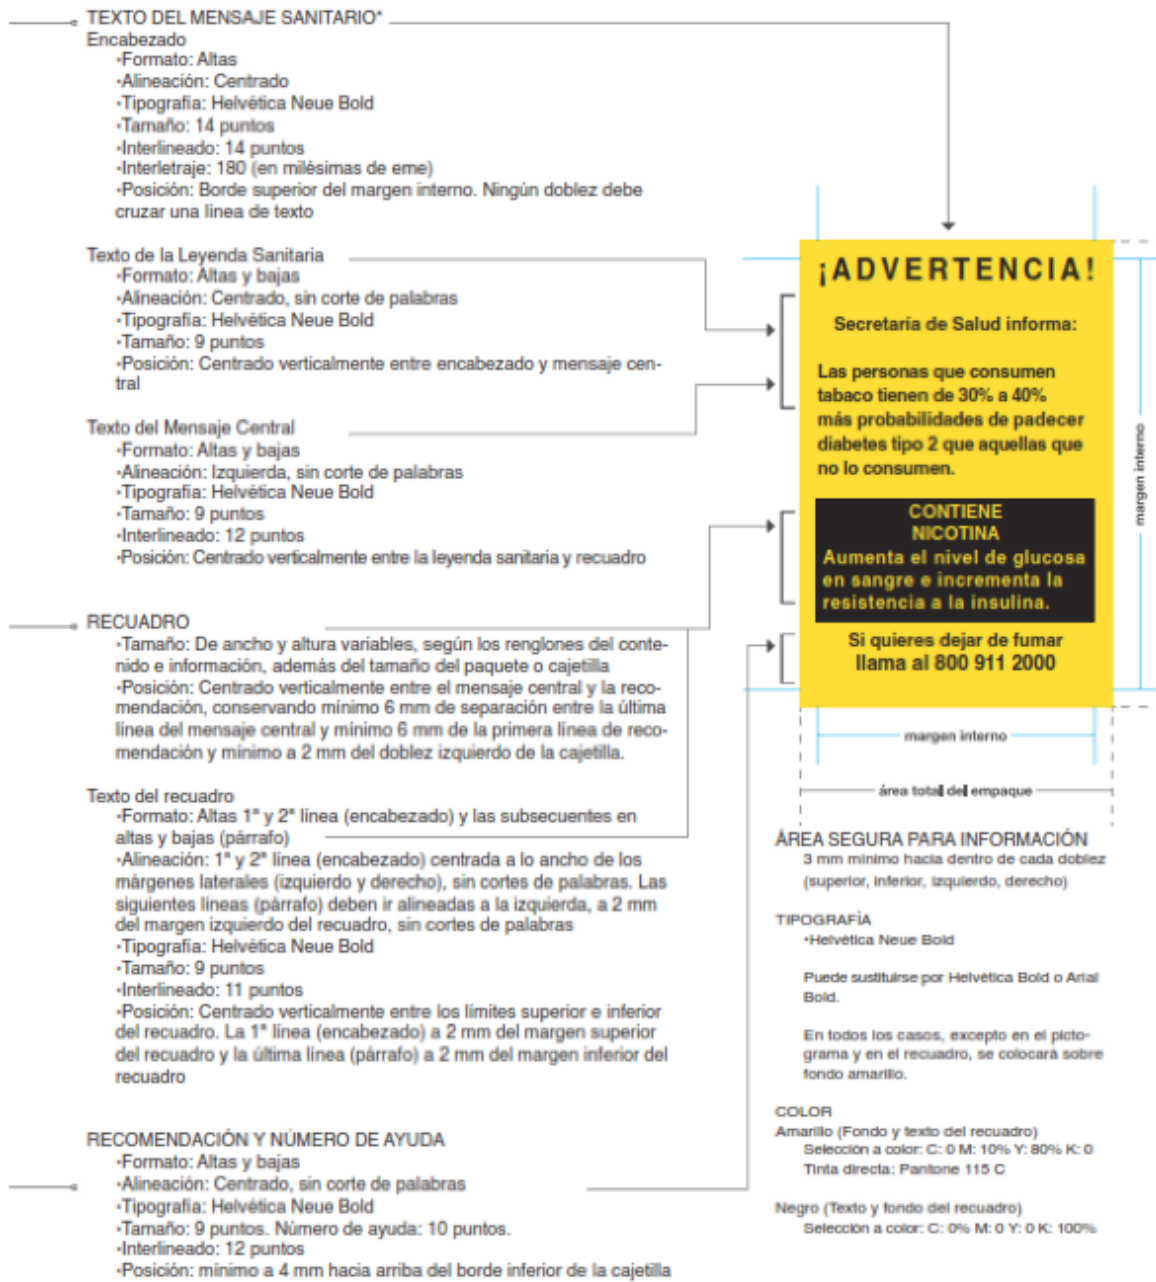 TEXTO DEL MENSAJE SANITARIO*
Encabezado
•Formato: Altas
•Alineación: Centrado
•Tipografía: Helvética Neue Bold
•Tamaño: 14 puntos
•Interlineado: 14 puntos
•Interletraje: 180 (en milésimas de eme)
•Posición: Borde superior del margen interno. Ningún doblez debe
cruzar una línea de texto
Texto de la Leyenda Sanitaria
•Formato: Altas y bajas
•Alineación: Centrado, sin corte de palabras
•Tipografía: Helvética Neue Bold
•Tamaño: 9 puntos
•Posición: Centrado verticalmente entre encabezado y mensaje cen-
tral
Texto del Mensaje Central
•Formato: Altas y bajas
•Alineación: Izquierda, sin corte de palabras
•Tipografía: Helvética Neue Bold
•Tamaño: 9 puntos
•Interlineado: 12 puntos
•Posición: Centrado verticalmente entre la leyenda sanitaria y recuadro
RECUADRO
•Tamaño: De ancho y altura variables, según los renglones del conte-
nido e información, además del tamaño del paquete o cajetilla
•Posición: Centrado verticalmente entre el mensaje central y la reco-
mendación, conservando mínimo 6 mm de separación entre la última
línea del mensaje central y mínimo 6 mm de la primera línea de reco-
mendación y mínimo a 2 mm del doblez izquierdo de la cajetilla.
Texto del recuadro
•Formato: Altas 1ª y 2ª línea (encabezado) y las subsecuentes en
altas y bajas (párrafo)
•Alineación: 1ª y 2ª línea (encabezado) centrada a lo ancho de los
márgenes laterales (izquierdo y derecho), sin cortes de palabras. Las
siguientes líneas (párrafo) deben ir alineadas a la izquierda, a 2 mm
del margen izquierdo del recuadro, sin cortes de palabras
•Tipografía: Helvética Neue Bold
•Tamaño: 9 puntos
•Interlineado: 11 puntos
•Posición: Centrado verticalmente entre los límites superior e inferior
del recuadro. La 1ª línea (encabezado) a 2 mm del margen superior
del recuadro y la última línea (párrafo) a 2 mm del margen inferior del
recuadro
RECOMENDACIÓN Y NÚMERO DE AYUDA
•Formato: Altas y bajas
•Alineación: Centrado, sin corte de palabras
•Tipografía: Helvética Neue Bold
•Tamaño: 9 puntos. Número de ayuda: 10 puntos.
•Interlineado: 12 puntos
•Posición: mínimo a 4 mm hacia arriba del borde inferior de la cajetilla
¡ADVERTENCIA!
Secretaría de Salud informa:
Las personas que consumen
tabaco tienen de 30% a 40%
más probabilidades de padecer
diabetes tipo 2 que aquellas que
no lo consumen.
CONTIENE
NICOTINA
Aumenta el nivel de glucosa
en sangre e incrementa la
resistencia a la insulina.
Si quieres dejar de fumar
llama al 800 911 2000
margen interno
margen interno
área total del empaque
ÁREA SEGURA PARA INFORMACIÓN
3 mm mínimo hacia dentro de cada doblez
(superior, inferior, izquierdo, derecho)
TIPOGRAFÍA
•Helvética Neue Bold
Puede sustituirse por Helvética Bold o Arial
Bold.
En todos los casos, excepto en el picto-
grama y en el recuadro, se colocará sobre
fondo amarillo.
COLOR
Amarillo (Fondo y texto del recuadro)
Selección a color: C: 0 M: 10% Y: 80% K: 0
Tinta directa: Pantone 115 C
Negro (Texto y fondo del recuadro)
Selección a color: C: 0% M: 0 Y: 0 K: 100%